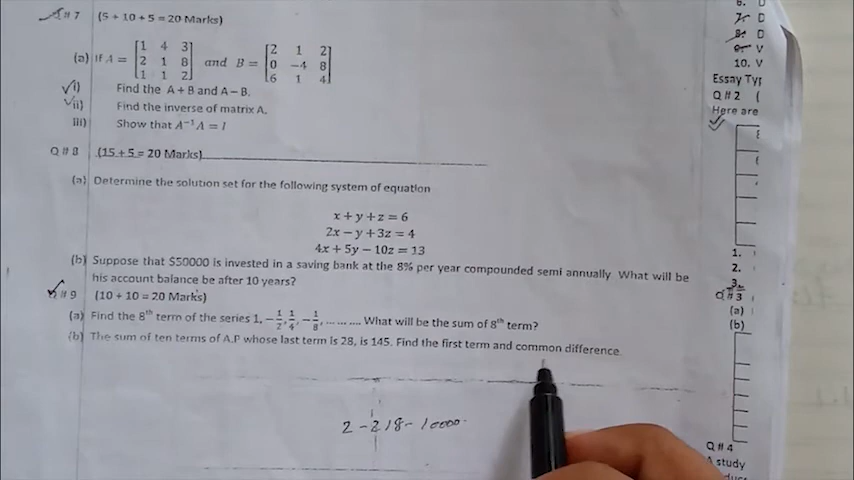 Q # 7 (5 + 10 + 5 = 20 Marks)
(a) If A = [1 4 3; 2 1 8; 1 1 2] and B = [2 1 2; 0 -4 8; 6 1 4]
i) Find the A + B and A – B.
ii) Find the inverse of matrix A.
iii) Show that A⁻¹A = I
Q # 8 (15 + 5 = 20 Marks)
(a) Determine the solution set for the following system of equation
x + y + z = 6
2x − y + 3z = 4
4x + 5y − 10z = 13
(b) Suppose that $50000 is invested in a saving bank at the 8% per year compounded semi annually. What will be
his account balance be after 10 years?
Q # 9 (10 + 10 = 20 Marks)
(a) Find the 8th term of the series 1, −1/2, 1/4, −1/8, ... ... .... What will be the sum of 8th term?
(b) The sum of ten terms of A.P whose last term is 28, is 145. Find the first term and common difference
2 - 218 - 10000
6.
7. D
8. D
9. V
10. V
Essay Typ
Q # 2 (
Here are
1.
2.
3.
Q # 3
(a)
(b)
Q # 4
A study